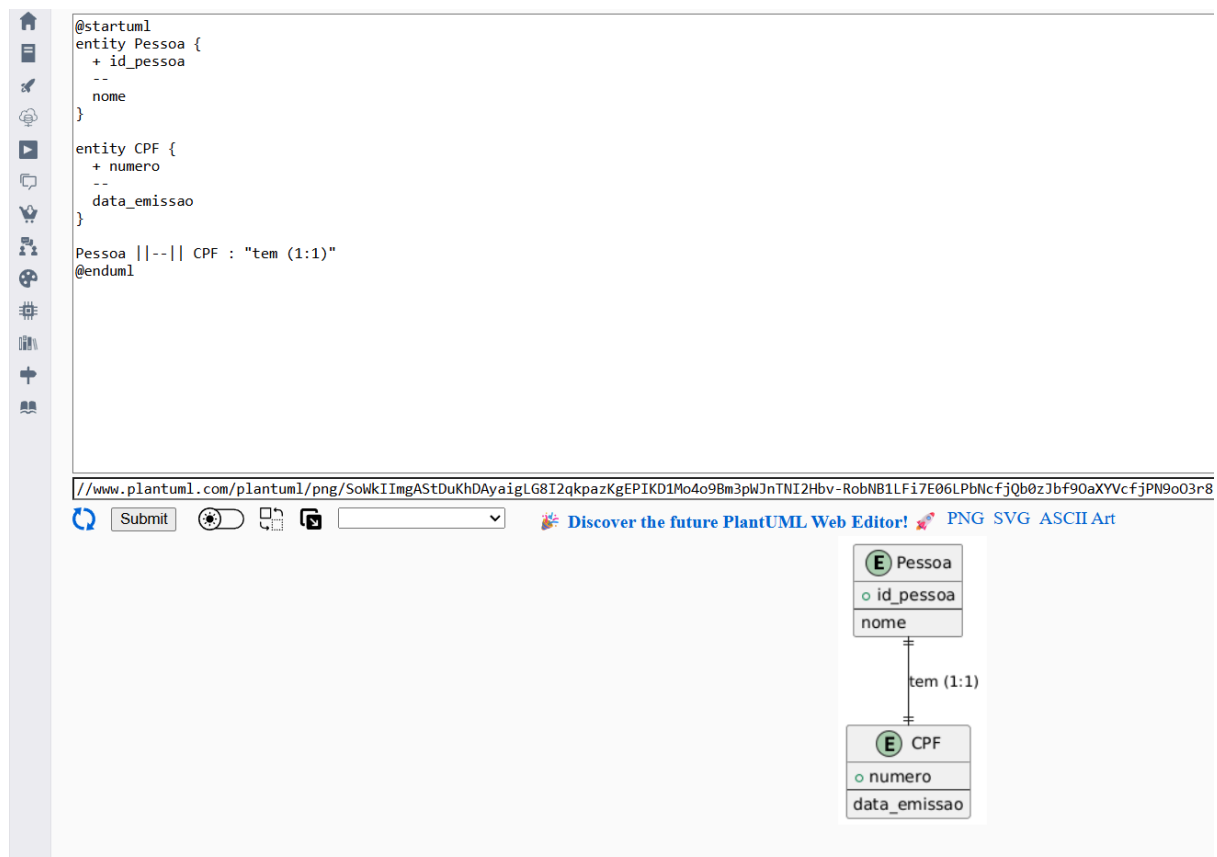 @startuml
entity Pessoa {
  + id_pessoa
  --
  nome
}
entity CPF {
  + numero
  --
  data_emissao
}
Pessoa ||--|| CPF : "tem (1:1)"
@enduml
//www.plantuml.com/plantuml/png/SoWkIImgAStDuKhDAyaigLG8I2qkpazKgEPIKD1Mo4o9Bm3pWJnTNI2Hbv-RobNB1LFi7E06LPbNcfjQb0zJbf9OaXYVcfjPN9oO3r8
Submit
Discover the future PlantUML Web Editor! PNG SVG ASCII Art
E Pessoa
id_pessoa
nome
tem (1:1)
E CPF
numero
data_emissao